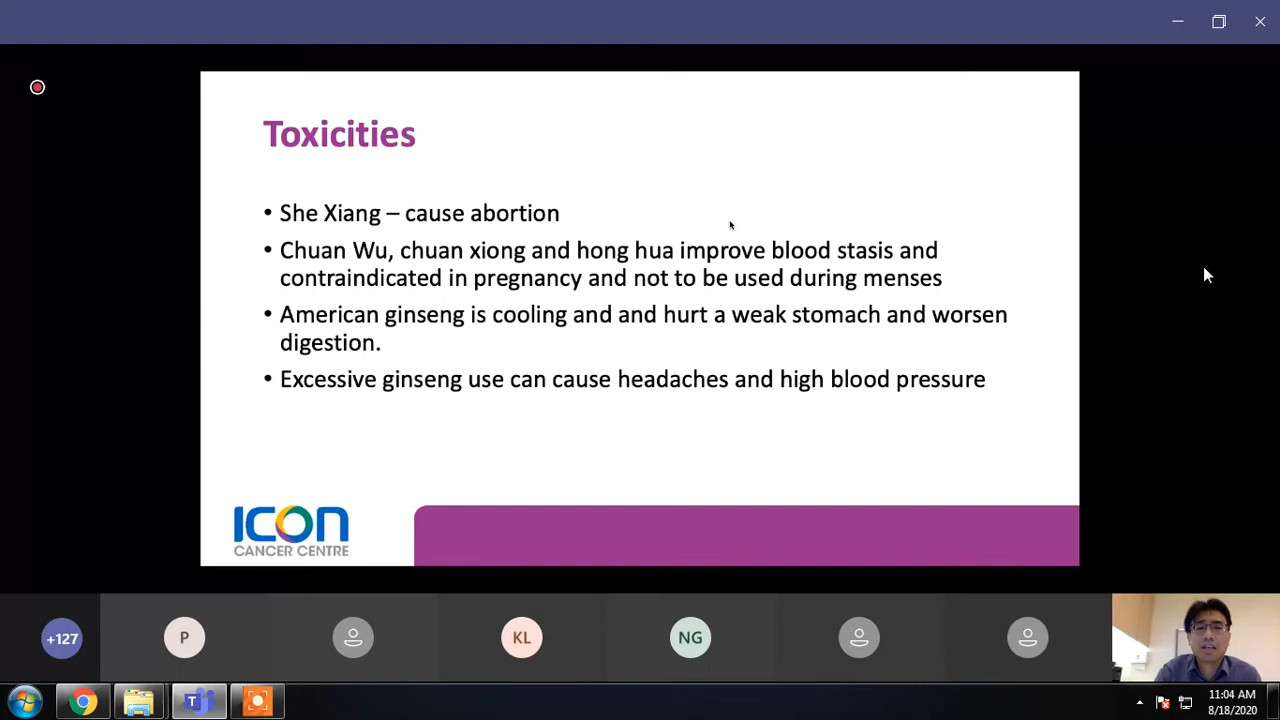 Toxicities
• She Xiang – cause abortion
• Chuan Wu, chuan xiong and hong hua improve blood stasis and
contraindicated in pregnancy and not to be used during menses
• American ginseng is cooling and and hurt a weak stomach and worsen
digestion.
• Excessive ginseng use can cause headaches and high blood pressure
ICON
CANCER CENTRE
+127
P
KL
NG
11:04 AM
8/18/2020